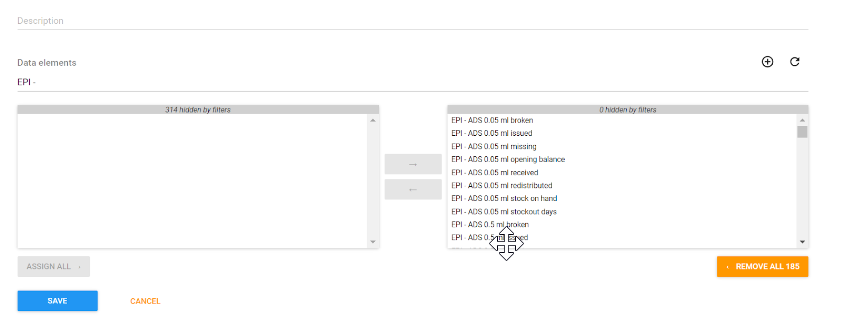 Description
Data elements
EPI -
314 hidden by filters
0 hidden by filters
EPI - ADS 0.05 ml broken
EPI - ADS 0.05 ml issued
EPI - ADS 0.05 ml missing
EPI - ADS 0.05 ml opening balance
EPI - ADS 0.05 ml received
EPI - ADS 0.05 ml redistributed
EPI - ADS 0.05 ml stock on hand
EPI - ADS 0.05 ml stockout days
EPI - ADS 0.5 ml broken
EPI - ADS 0.5 ml issued
→
←
ASSIGN ALL →
← REMOVE ALL 185
SAVE
CANCEL